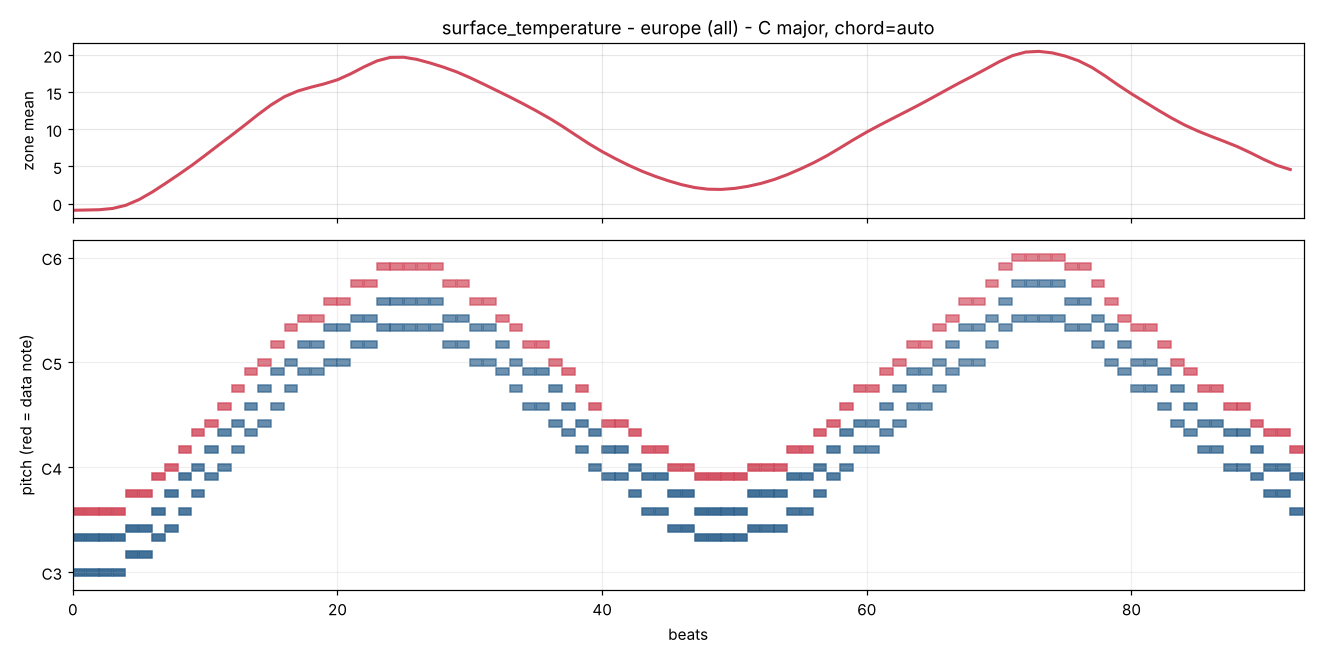 surface_temperature - europe (all) - C major, chord=auto
zone mean
20
15
10
5
0
pitch (red = data note)
C6
C5
C4
C3
0
20
40
60
80
beats